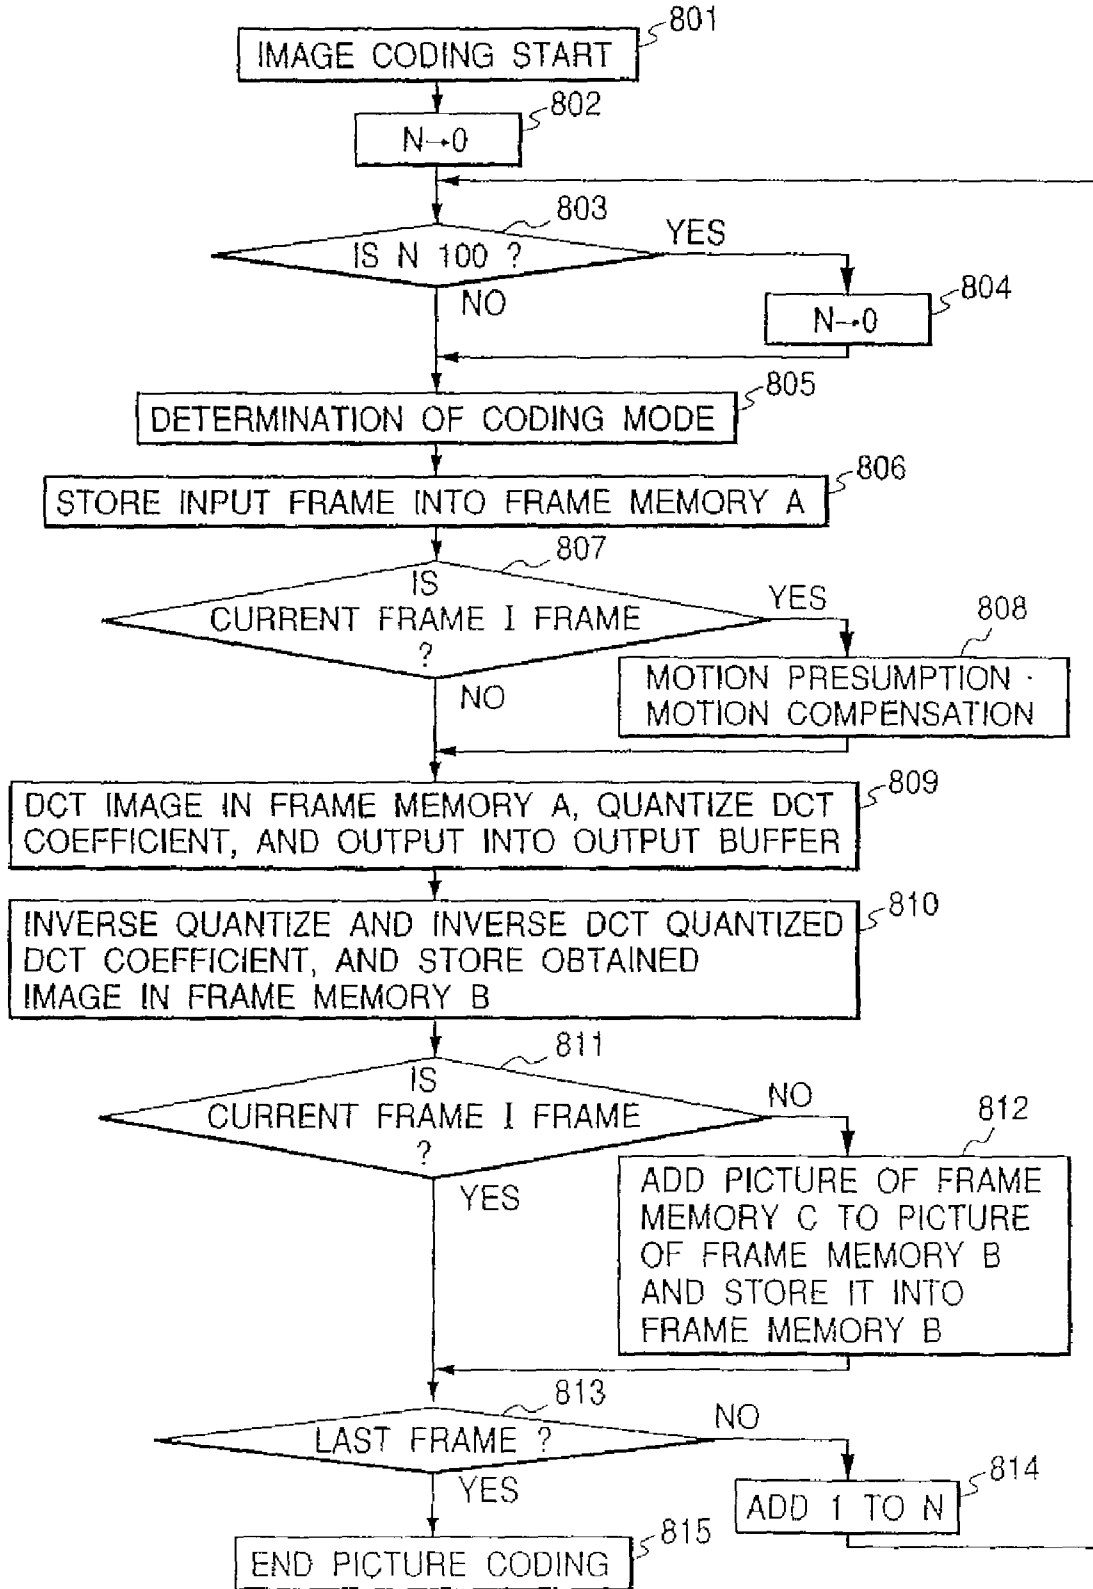 801
IMAGE CODING START
802
N→0
803
IS N 100 ?
YES
NO
804
N→0
805
DETERMINATION OF CODING MODE
806
STORE INPUT FRAME INTO FRAME MEMORY A
807
IS
CURRENT FRAME I FRAME
?
YES
NO
808
MOTION PRESUMPTION ·
MOTION COMPENSATION
809
DCT IMAGE IN FRAME MEMORY A, QUANTIZE DCT
COEFFICIENT, AND OUTPUT INTO OUTPUT BUFFER
810
INVERSE QUANTIZE AND INVERSE DCT QUANTIZED
DCT COEFFICIENT, AND STORE OBTAINED
IMAGE IN FRAME MEMORY B
811
IS
CURRENT FRAME I FRAME
?
NO
YES
812
ADD PICTURE OF FRAME
MEMORY C TO PICTURE
OF FRAME MEMORY B
AND STORE IT INTO
FRAME MEMORY B
813
LAST FRAME ?
NO
YES
814
ADD 1 TO N
815
END PICTURE CODING